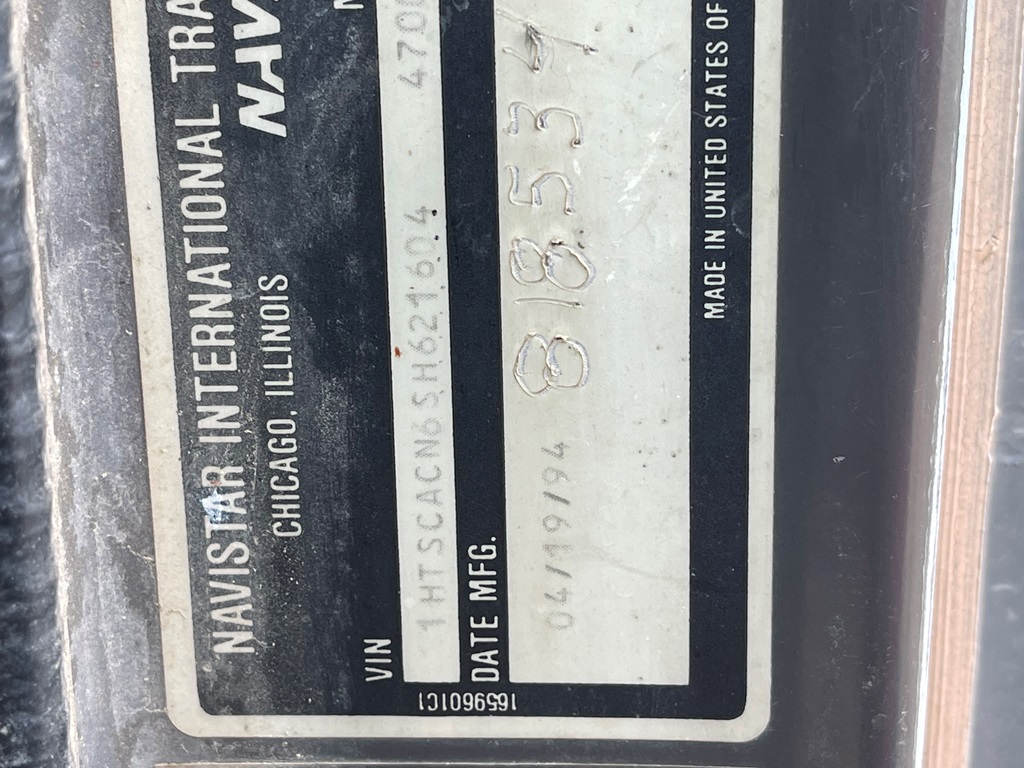 NAVISTAR INTERNATIONAL TRA
NAV
CHICAGO, ILLINOIS
VIN
1HTSCACN6SH621604 4700
DATE MFG.
04/19/94
MADE IN UNITED STATES OF
1659601C1